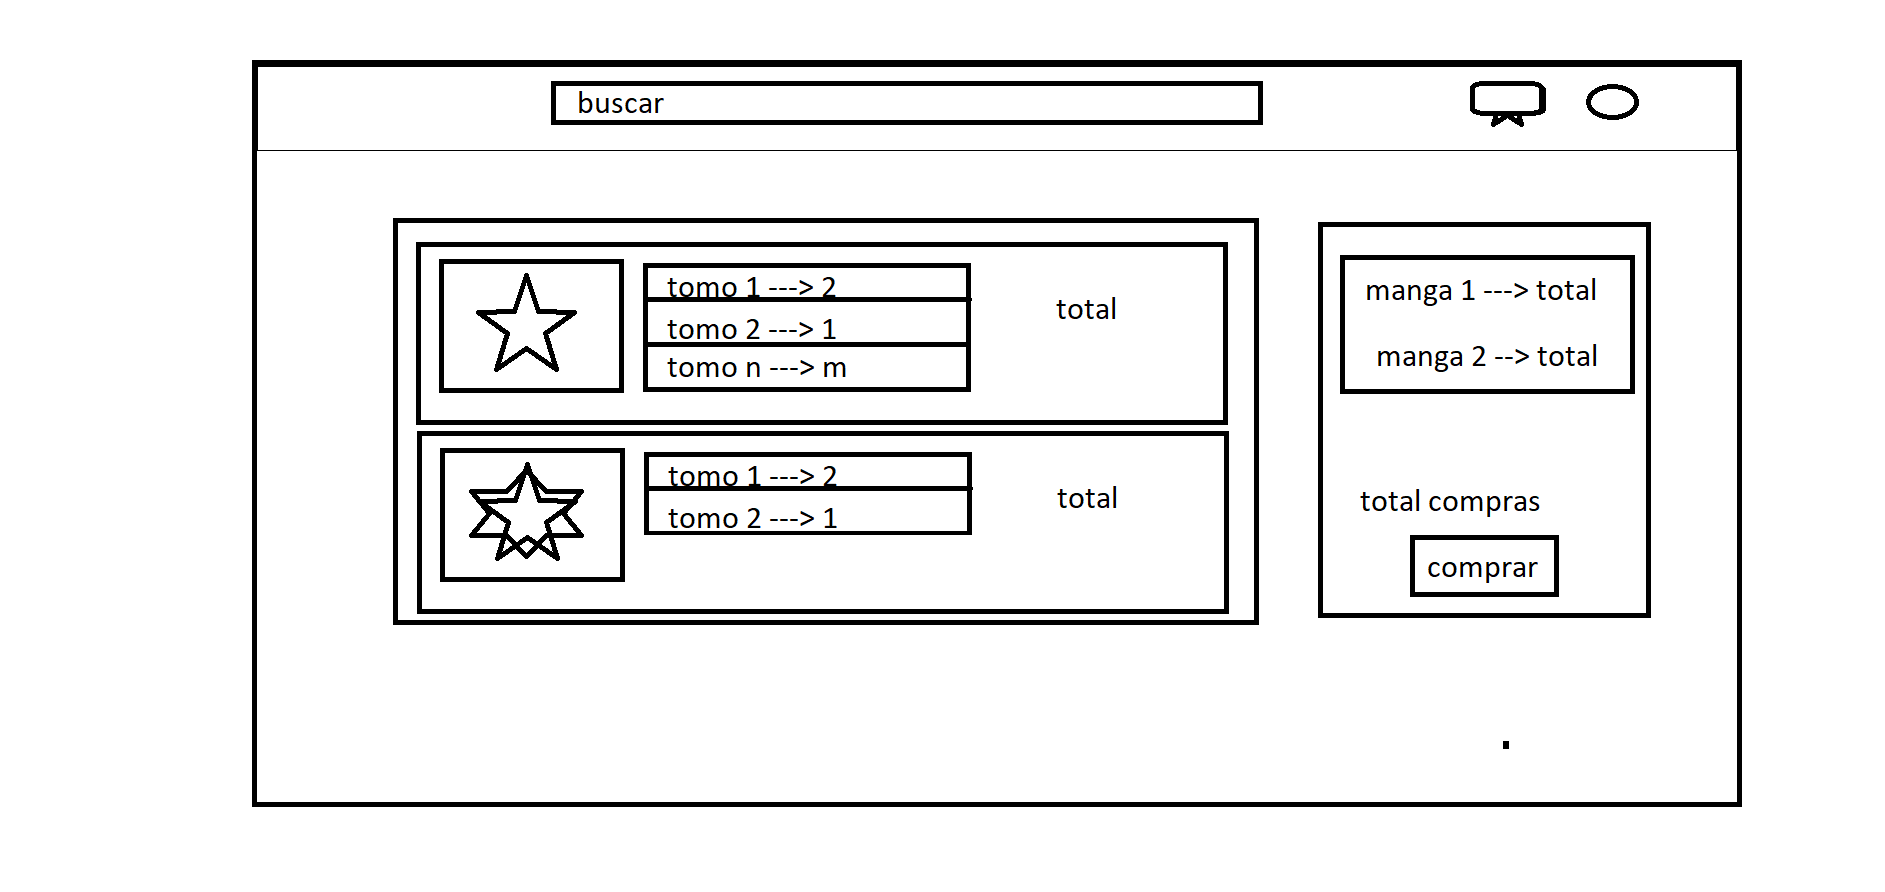 buscar
tomo 1 ---> 2
tomo 2 ---> 1
tomo n ---> m
total
tomo 1 ---> 2
tomo 2 ---> 1
total
manga 1 ---> total
manga 2 --> total
total compras
comprar